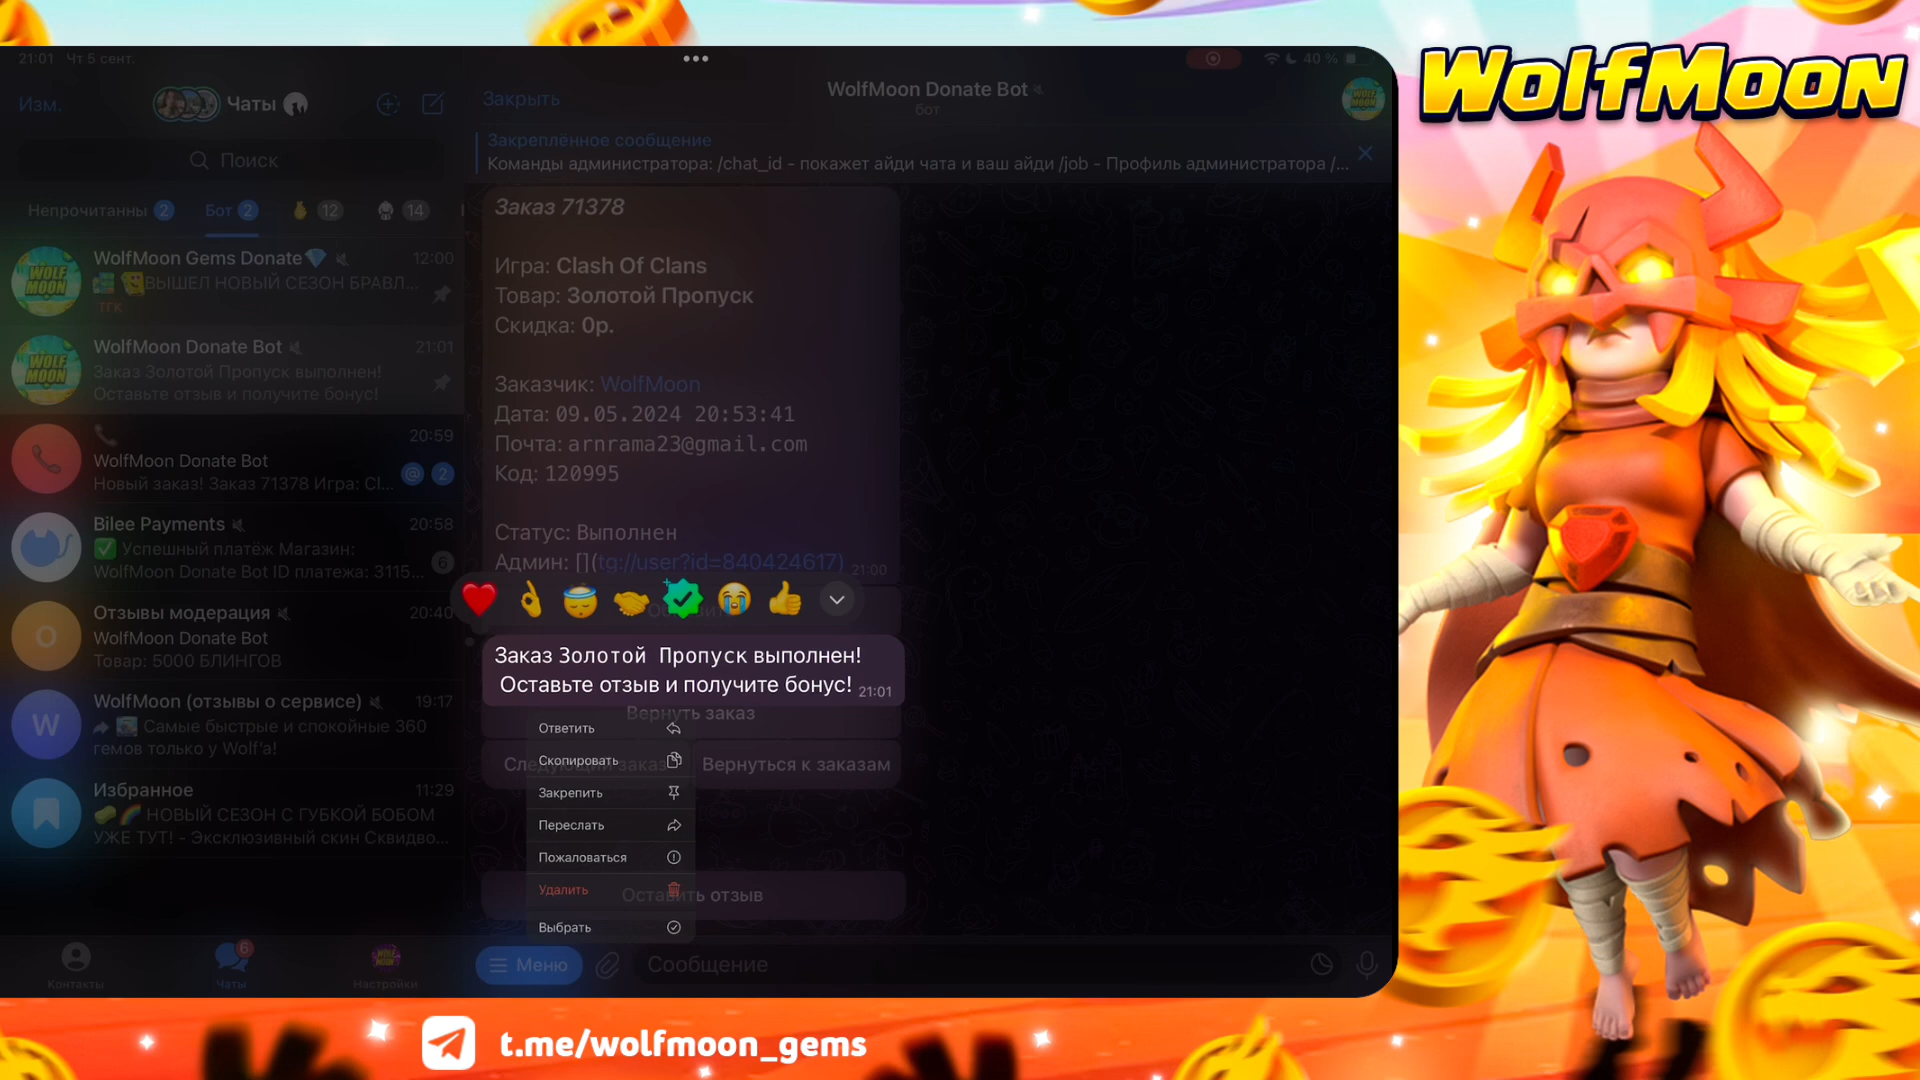 21:01 Чт 5 сент.
40 %
Изм.
Чаты
Поиск
Непрочитанны 2
Бот 2
12
14
WolfMoon Gems Donate
12:00
ВЫШЕЛ НОВЫЙ СЕЗОН БРАВЛ...
ТГК
WolfMoon Donate Bot
21:01
Заказ Золотой Пропуск выполнен!
Оставьте отзыв и получите бонус!
20:59
WolfMoon Donate Bot
Новый заказ! Заказ 71378 Игра: Cl...
@ 2
Bilee Payments
20:58
Успешный платёж Магазин:
WolfMoon Donate Bot ID платежа: 3115...
6
О
Отзывы модерация
20:40
WolfMoon Donate Bot
Товар: 5000 БЛИНГОВ
W
WolfMoon (отзывы о сервисе)
19:17
Самые быстрые и спокойные 360
гемов только у Wolf'a!
Избранное
11:29
НОВЫЙ СЕЗОН С ГУБКОЙ БОБОМ
УЖЕ ТУТ! - Эксклюзивный скин Сквидво...
Контакты
6
Чаты
Настройки
Закрыть
WolfMoon Donate Bot
бот
WOLF MOON
Закреплённое сообщение
Команды администратора: /chat_id - покажет айди чата и ваш айди /job - Профиль администратора /...
Заказ 71378
Игра: Clash Of Clans
Товар: Золотой Пропуск
Скидка: 0р.
Заказчик: WolfMoon
Дата: 09.05.2024 20:53:41
Почта: arnrama23@gmail.com
Код: 120995
Статус: Выполнен
Админ: [](tg://user?id=840424617)
21:00
Заказ Золотой Пропуск выполнен!
Оставьте отзыв и получите бонус!
21:01
Вернуть заказ
Следующий заказ
Вернуться к заказам
Ответить
Скопировать
Закрепить
Переслать
Пожаловаться
Удалить
Выбрать
Оставить отзыв
Меню
Сообщение
WolfMoon
t.me/wolfmoon_gems